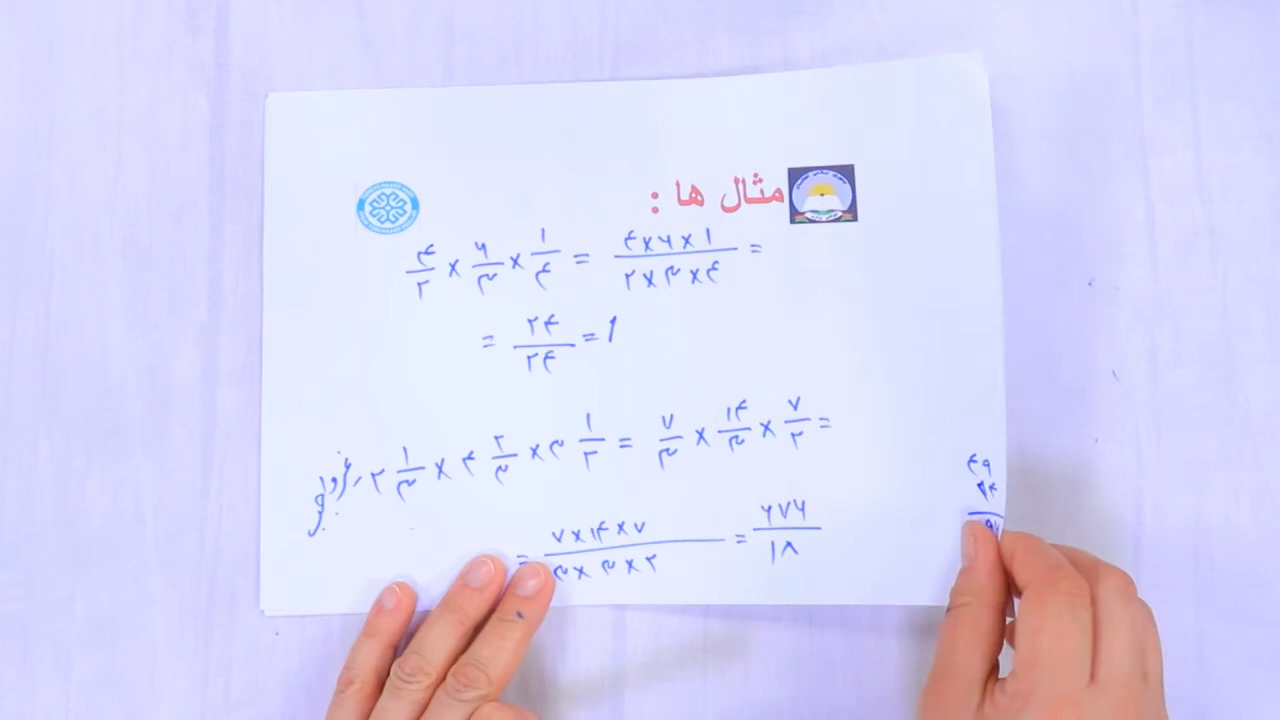 مثال ها :
۴/۲ × ۶/۳ × ۱/۴ = ۴×۶×۱/۲×۳×۴ =
= ۲۴/۲۴ = ۱
۲ ۱/۳ × ۴ ۲/۳ × ۳ ۱/۲ = ۷/۳ × ۱۴/۳ × ۷/۲ =
= ۷×۱۴×۷/۳×۳×۲ = ۶۷۶/۱۸
۴۹
۱۴